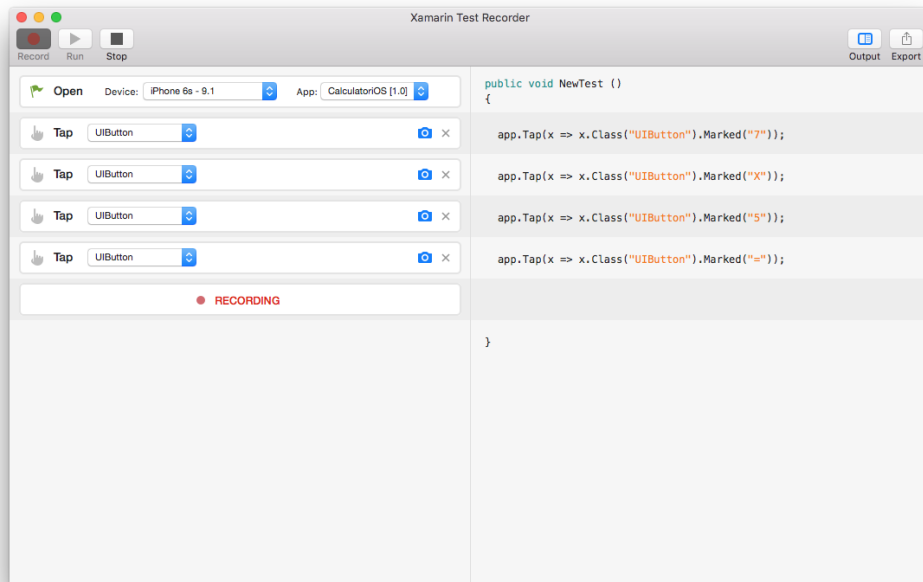 Xamarin Test Recorder
Record Run Stop Output Export
Open Device: iPhone 6s - 9.1 App: CalculatoriOS [1.0]
Tap UIButton
Tap UIButton
Tap UIButton
Tap UIButton
RECORDING
public void NewTest ()
{
app.Tap(x => x.Class("UIButton").Marked("7"));
app.Tap(x => x.Class("UIButton").Marked("X"));
app.Tap(x => x.Class("UIButton").Marked("5"));
app.Tap(x => x.Class("UIButton").Marked("="));
}